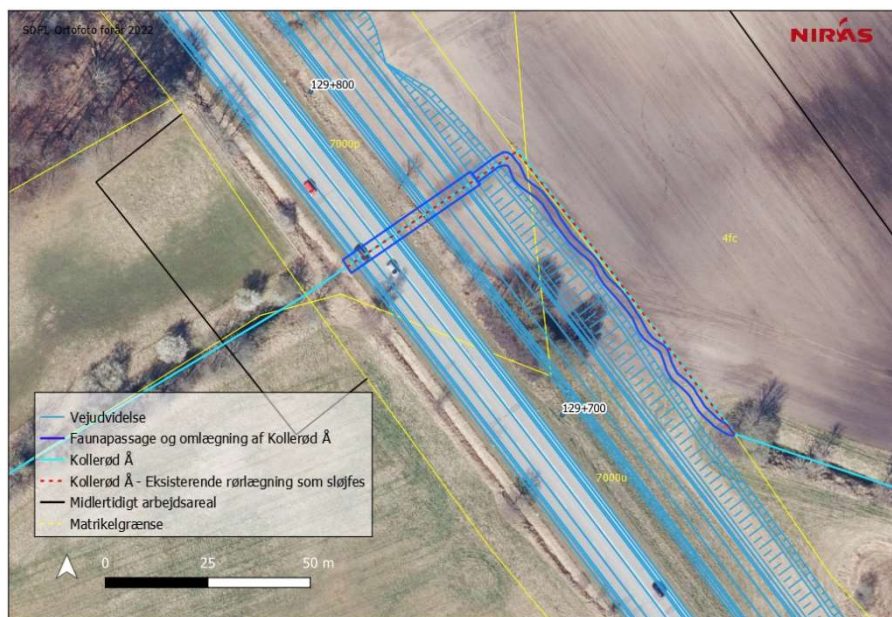 SDFI, Ortofoto forår 2022
NIRAS
129+800
7000p
4fc
129+700
7000u
Vejudvidelse
Faunapassage og omlægning af Kollerød Å
Kollerød Å
Kollerød Å - Eksisterende rørlægning som sløjfes
Midlertidigt arbejdsareal
Matrikelgrænse
0 25 50 m